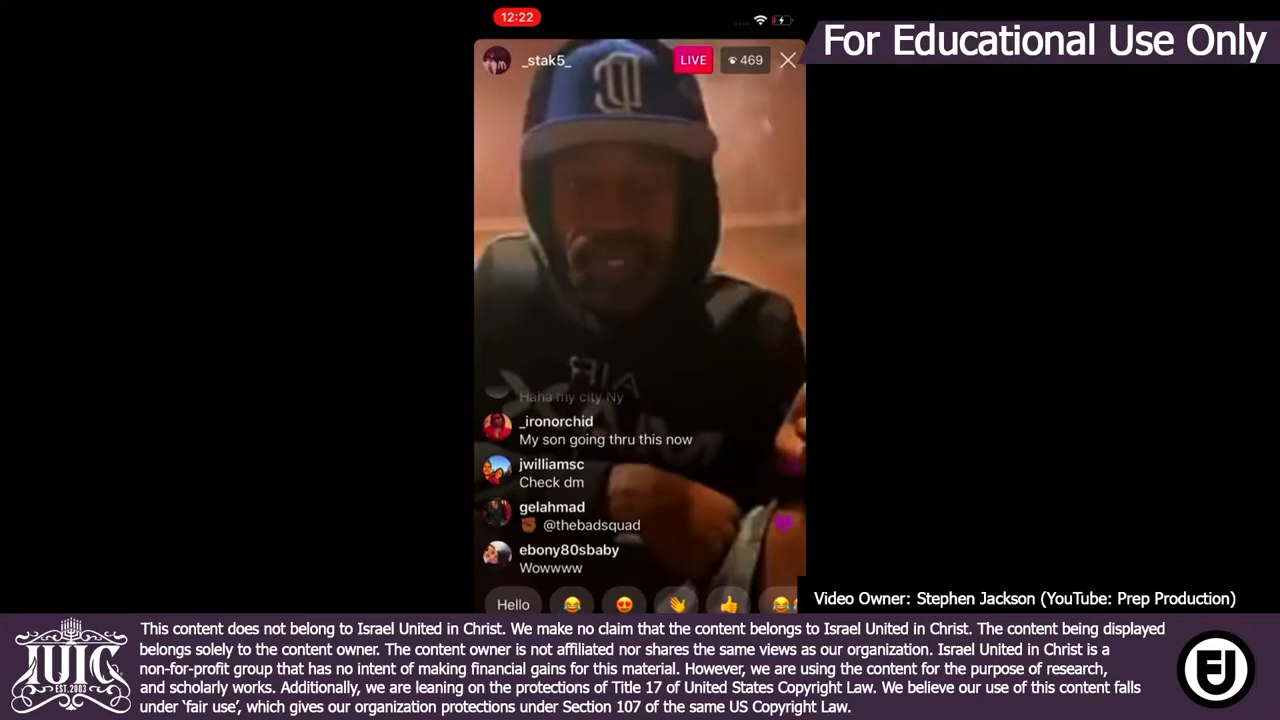 12:22
For Educational Use Only
_stak5_
LIVE
469
Haha my city Ny
_ironorchid
My son going thru this now
jwilliamsc
Check dm
gelahmad
@thebadsquad
ebony80sbaby
Wowwww
Hello
Video Owner: Stephen Jackson (YouTube: Prep Production)
This content does not belong to Israel United in Christ. We make no claim that the content belongs to Israel United in Christ. The content being displayed
belongs solely to the content owner. The content owner is not affiliated nor shares the same views as our organization. Israel United in Christ is a
non-for-profit group that has no intent of making financial gains for this material. However, we are using the content for the purpose of research,
and scholarly works. Additionally, we are leaning on the protections of Title 17 of United States Copyright Law. We believe our use of this content falls
under ‘fair use’, which gives our organization protections under Section 107 of the same US Copyright Law.
IUIC
EST.2003